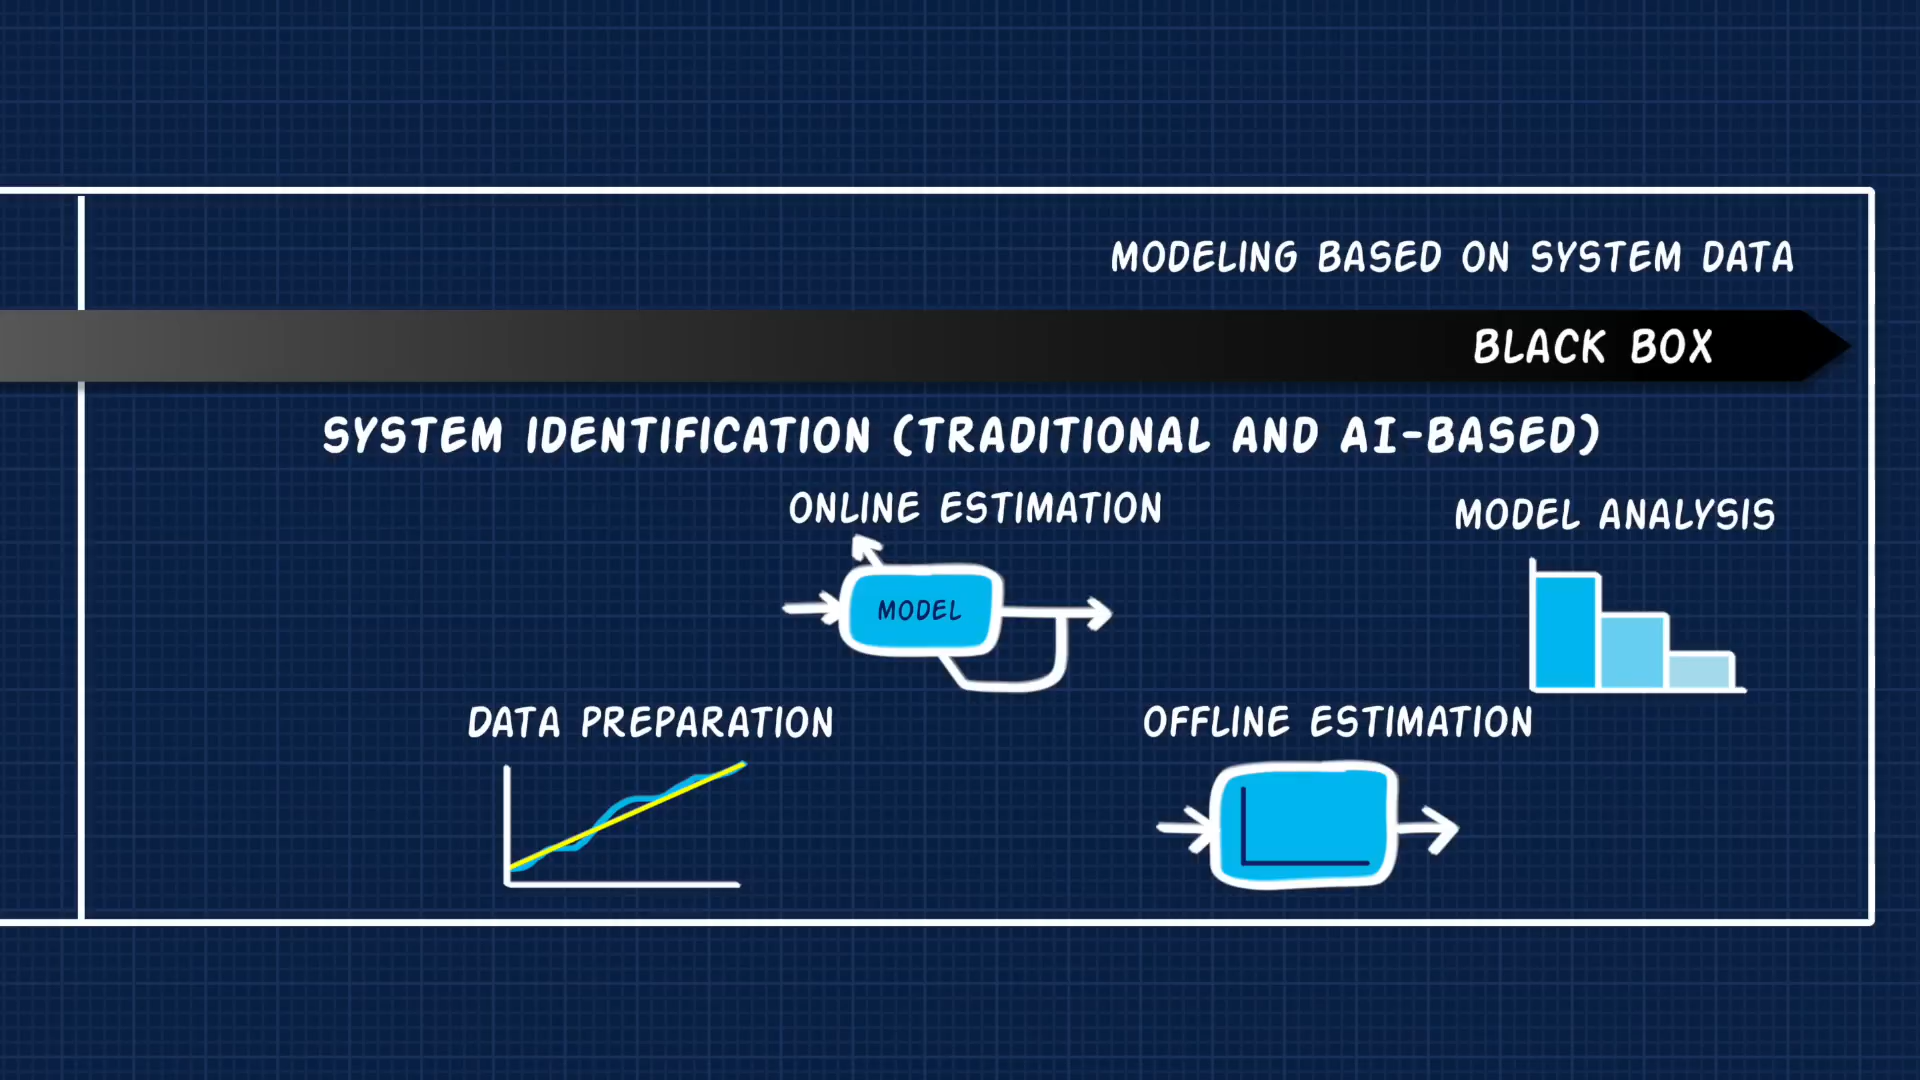 MODELING BASED ON SYSTEM DATA
BLACK BOX
SYSTEM IDENTIFICATION (TRADITIONAL AND AI-BASED)
ONLINE ESTIMATION
MODEL ANALYSIS
MODEL
DATA PREPARATION
OFFLINE ESTIMATION